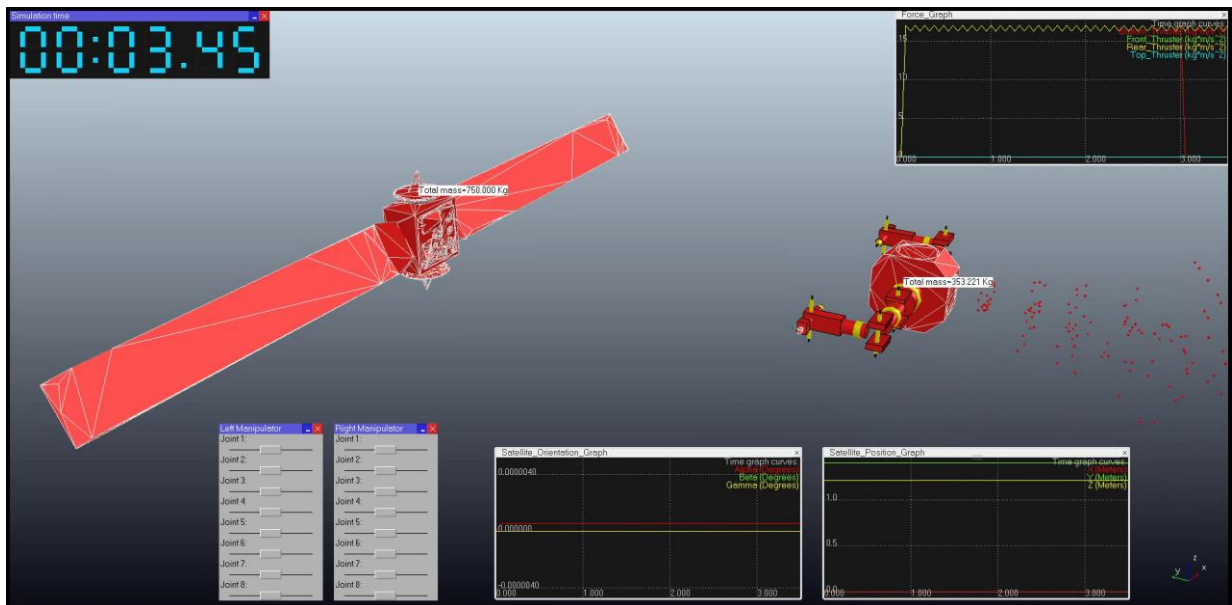 Simulation time
00:03.45
Total mass=750.000 Kg
Force_Graph
Time graph curves:
Front_Thruster (kg*m/s^2)
Rear_Thruster (kg*m/s^2)
Top_Thruster (kg*m/s^2)
15
10
5
0
0.000 1.000 2.000 3.000
Total mass=353.221 Kg
Left Manipulator
Joint 1:
Joint 2:
Joint 3:
Joint 4:
Joint 5:
Joint 6:
Joint 7:
Joint 8:
Right Manipulator
Joint 1:
Joint 2:
Joint 3:
Joint 4:
Joint 5:
Joint 6:
Joint 7:
Joint 8:
Satellite_Orientation_Graph
Time graph curves:
Alpha (Degrees)
Beta (Degrees)
Gamma (Degrees)
0.0000040
0.000000
-0.0000040
0.000 1.000 2.000 3.000
Satellite_Position_Graph
Time graph curves:
X (Meters)
Y (Meters)
Z (Meters)
1.0
0.5
0.0
0.000 1.000 2.000 3.000
z
y x